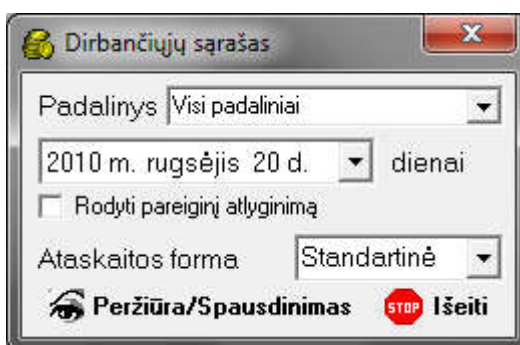 Dirbančiųjų sąrašas
Padalinys Visi padaliniai
2010 m. rugsėjis 20 d. dienai
Rodyti pareiginį atlyginimą
Ataskaitos forma Standartinė
Peržiūra/Spausdinimas STOP Išeiti